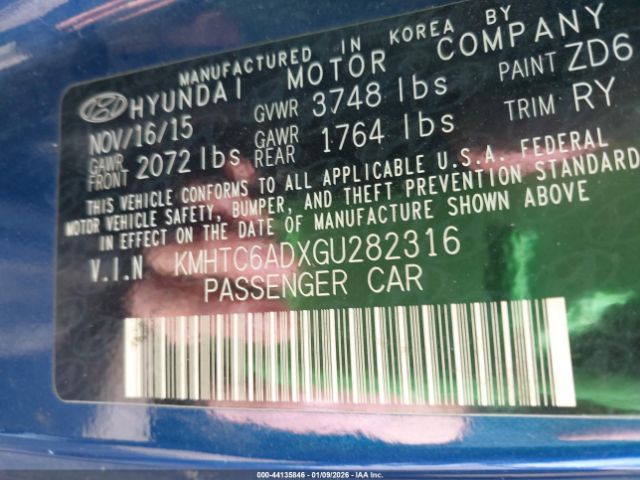 MANUFACTURED IN KOREA BY
HYUNDAI MOTOR COMPANY
NOV/16/15 GVWR 3748 lbs PAINT ZD6
GAWR FRONT 2072 lbs GAWR REAR 1764 lbs TRIM RY
THIS VEHICLE CONFORMS TO ALL APPLICABLE U.S.A. FEDERAL
MOTOR VEHICLE SAFETY, BUMPER, AND THEFT PREVENTION STANDARD
IN EFFECT ON THE DATE OF MANUFACTURE SHOWN ABOVE
V.I.N KMHTC6ADXGU282316
PASSENGER CAR
000-44135846 | 01/09/2026 | IAA Inc.